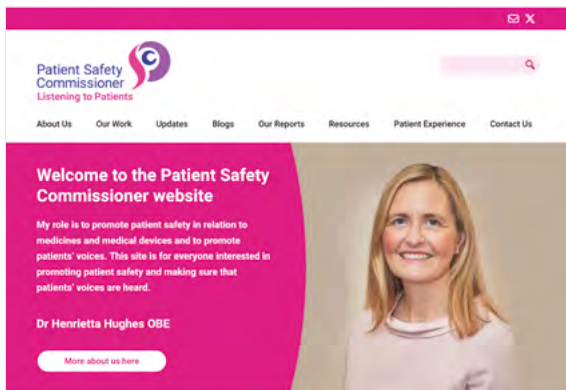 Patient Safety
Commissioner
Listening to Patients
About Us Our Work Updates Blogs Our Reports Resources Patient Experience Contact Us
Welcome to the Patient Safety
Commissioner website
My role is to promote patient safety in relation to
medicines and medical devices and to promote
patients' voices. This site is for everyone interested in
promoting patient safety and making sure that
patients' voices are heard.
Dr Henrietta Hughes OBE
More about us here